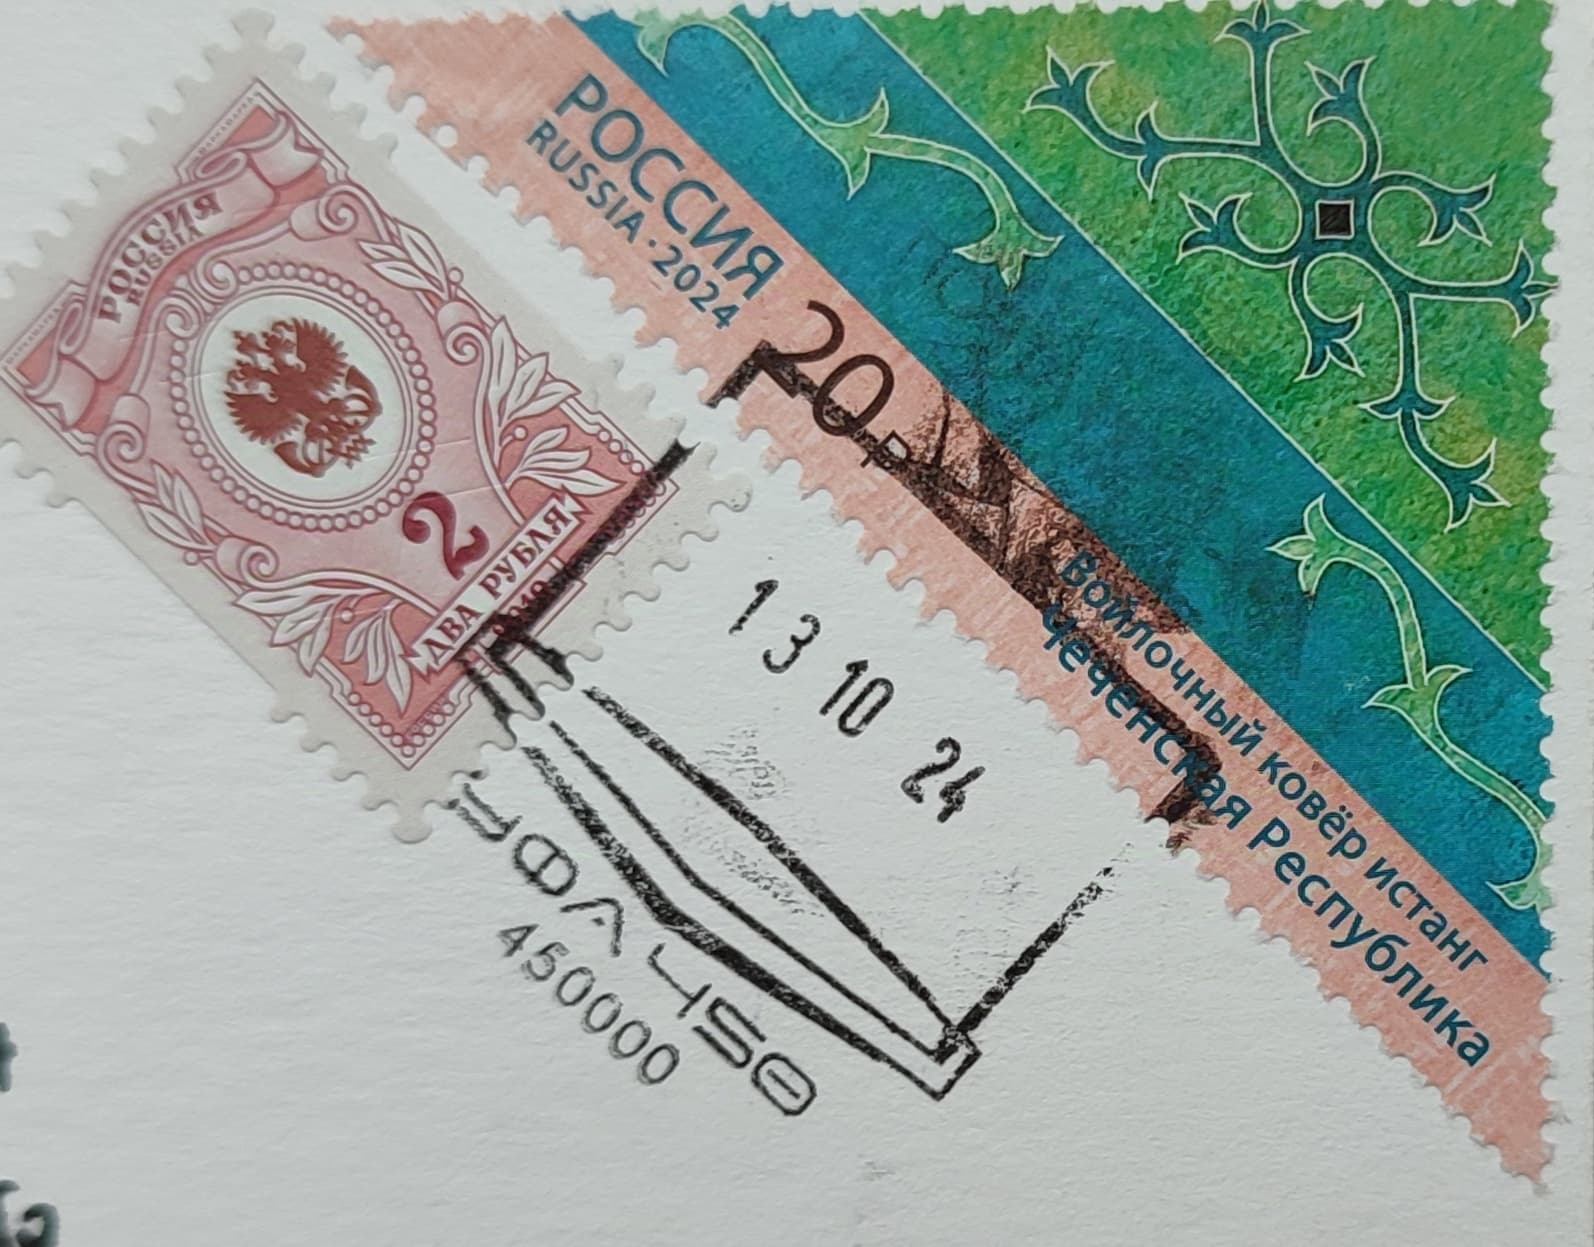 РОССИЯ
RUSSIA
2
ДВА РУБЛЯ
2019
РОССИЯ
RUSSIA • 2024
20 ₽
Войлочный ковёр истанг
Чеченская Республика
13 10 24
УФА
450000